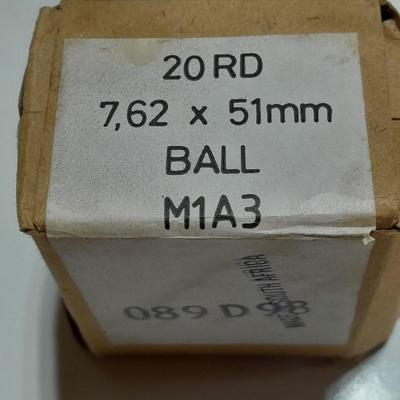 20 RD
7,62 x 51mm
BALL
M1A3
SOUTH AFRICA
089 D 98